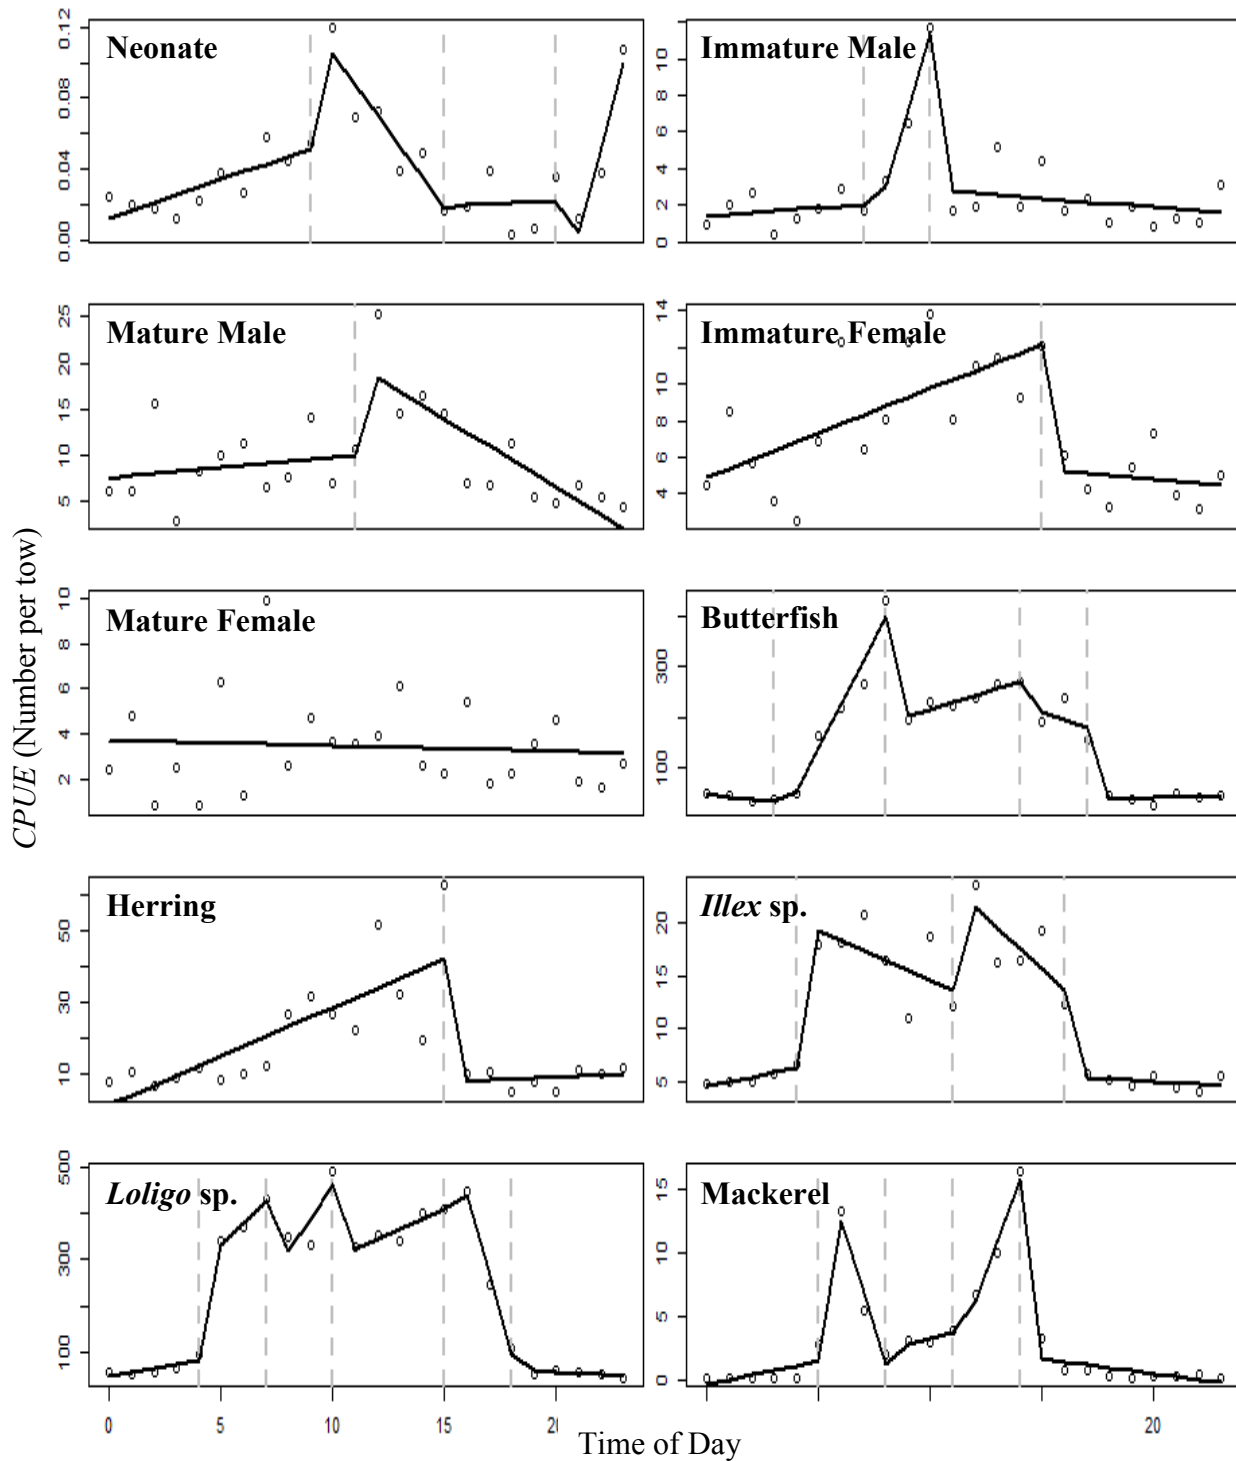 Neonate
0.00 0.04 0.08 0.12
Immature Male
0 2 4 6 8 10
Mature Male
5 10 15 20 25
Immature Female
4 6 8 10 14
Mature Female
2 4 6 8 10
Butterfish
100 300
CPUE (Number per tow)
Herring
10 30 50
Illex sp.
5 10 15 20
Loligo sp.
100 300 500
Mackerel
0 5 10 15
0 5 10 15 20
Time of Day